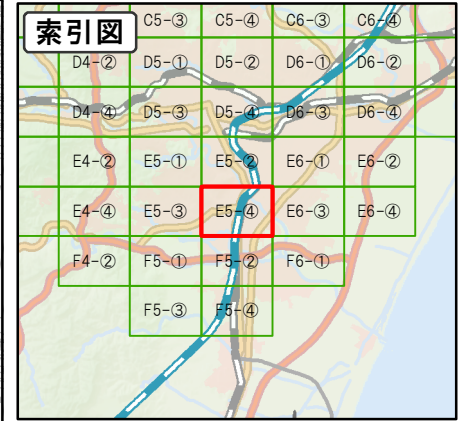 索引図
C5-③ C5-④ C6-③ C6-④
D4-② D5-① D5-② D6-① D6-②
D4-④ D5-③ D5-④ D6-③ D6-④
E4-② E5-① E5-② E6-① E6-②
E4-④ E5-③ E5-④ E6-③ E6-④
F4-② F5-① F5-② F6-①
F5-③ F5-④